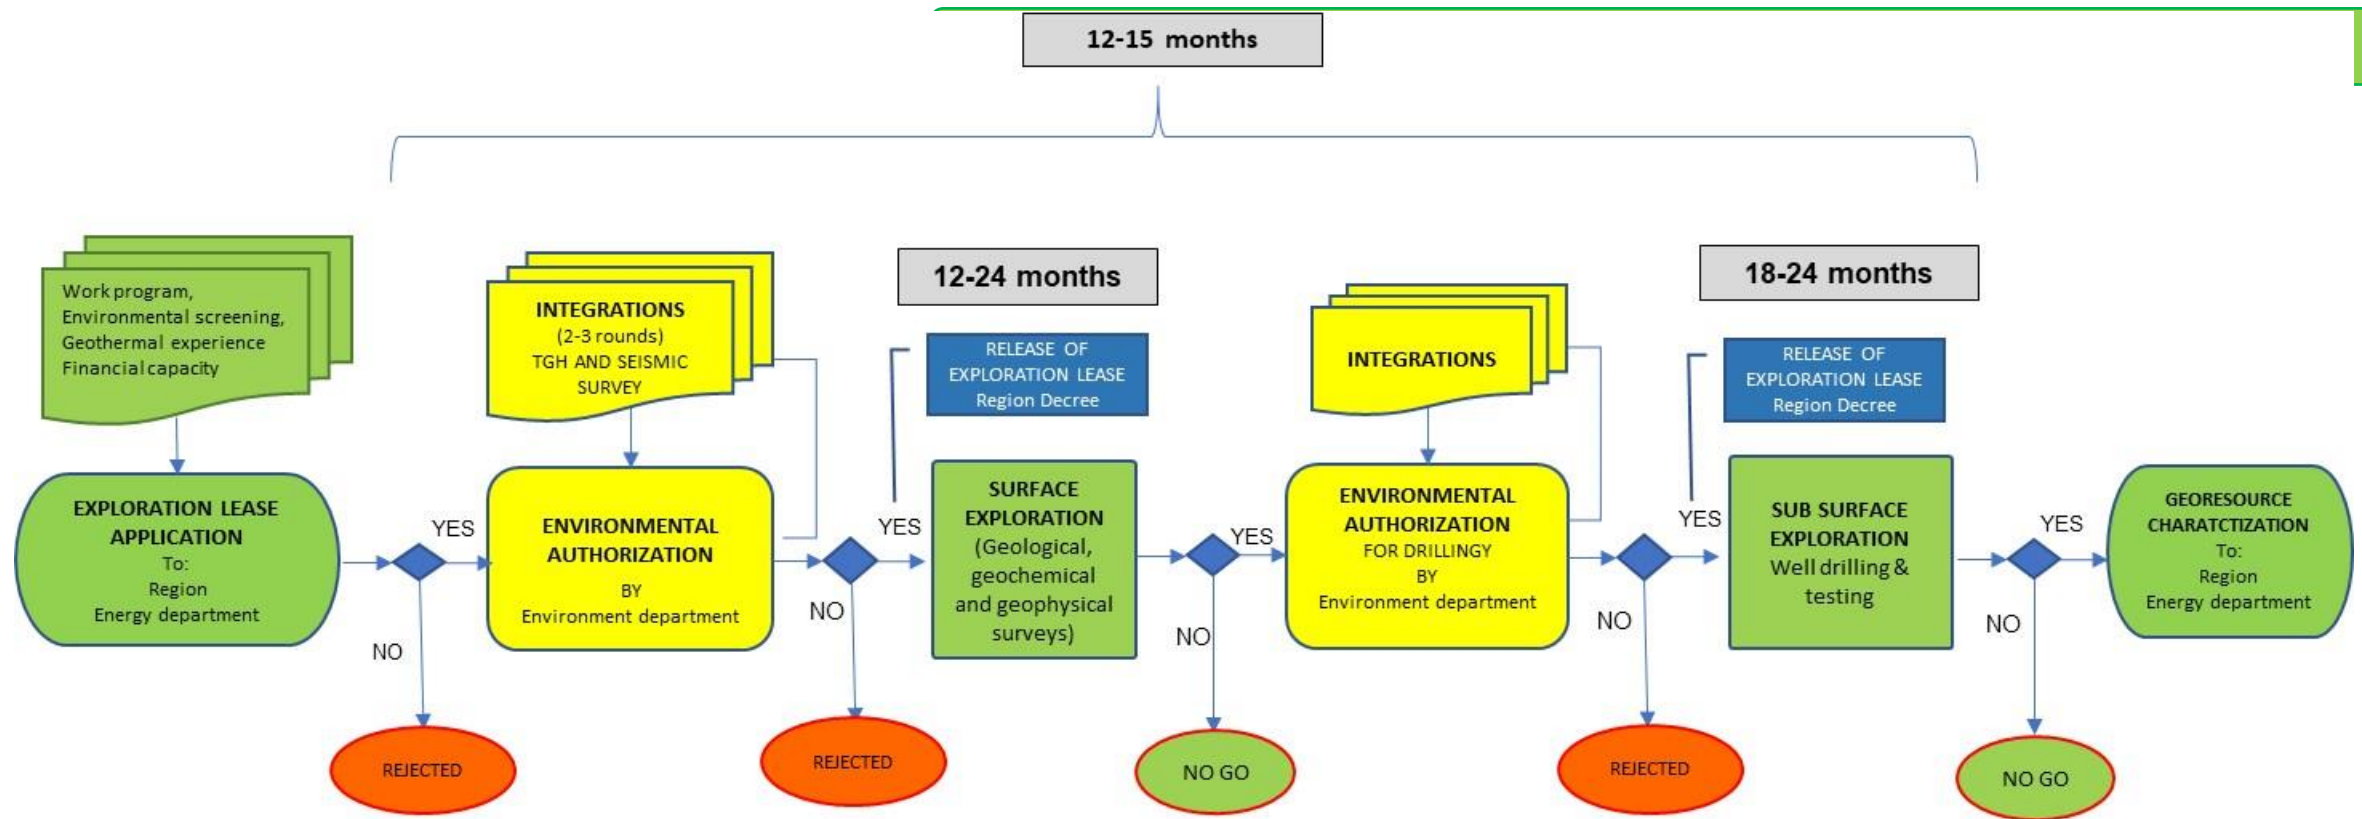 12-15 months
Work program,
Environmental screening,
Geothermal experience
Financial capacity
EXPLORATION LEASE
APPLICATION
To:
Region
Energy department
YES
NO
REJECTED
INTEGRATIONS
(2-3 rounds)
TGH AND SEISMIC
SURVEY
ENVIRONMENTAL
AUTHORIZATION
BY
Environment department
YES
NO
REJECTED
12-24 months
RELEASE OF
EXPLORATION LEASE
Region Decree
SURFACE
EXPLORATION
(Geological,
geochemical
and geophysical
surveys)
YES
NO
NO GO
INTEGRATIONS
ENVIRONMENTAL
AUTHORIZATION
FOR DRILLINGY
BY
Environment department
YES
NO
REJECTED
18-24 months
RELEASE OF
EXPLORATION LEASE
Region Decree
SUB SURFACE
EXPLORATION
Well drilling &
testing
YES
NO
NO GO
GEORESOURCE
CHARATCTIZATION
To:
Region
Energy department